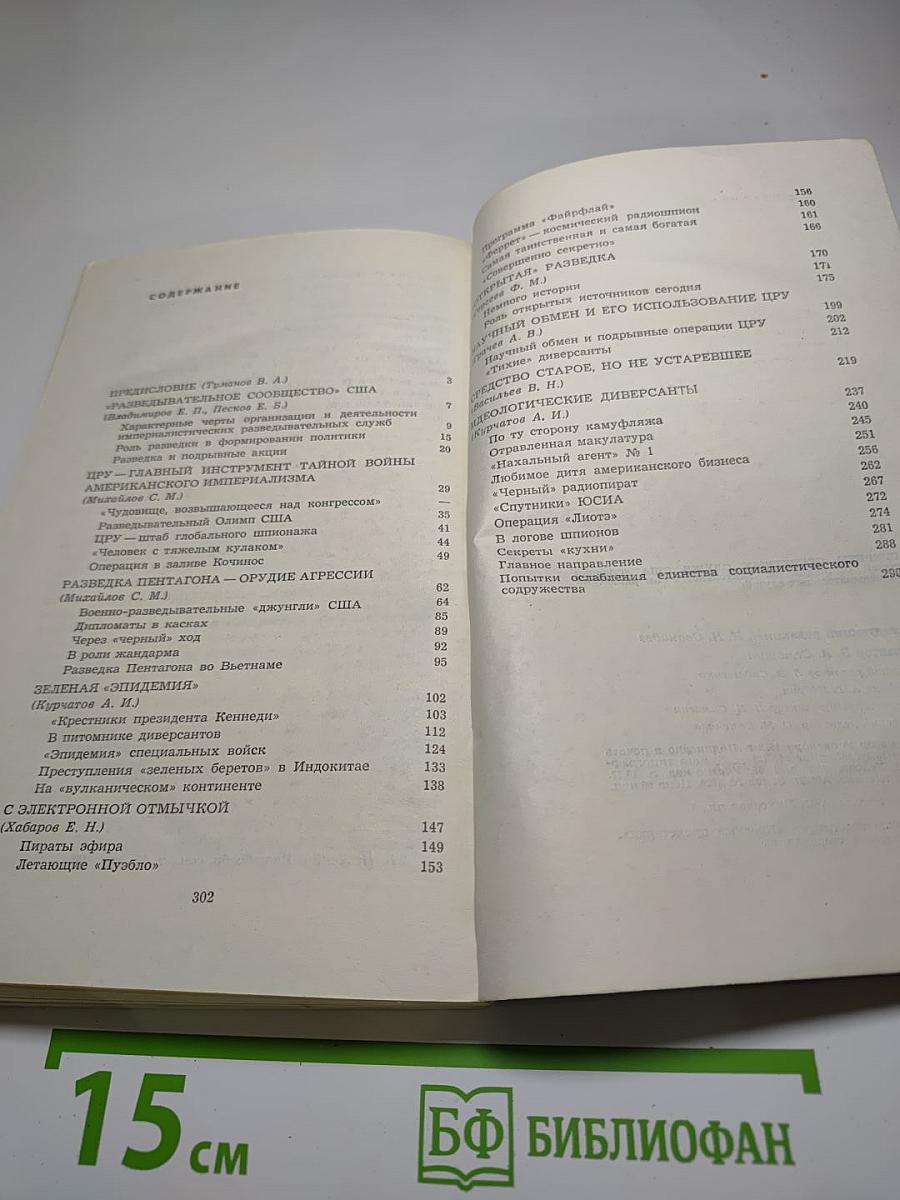 СОДЕРЖАНИЕ
ПРЕДИСЛОВИЕ (Туманов В. А.) 3
«РАЗВЕДЫВАТЕЛЬНОЕ СООБЩЕСТВО» США
(Владимиров Е. П., Песков Е. Б.) 7
Характерные черты организации и деятельности
империалистических разведывательных служб 9
Роль разведки в формировании политики 15
Разведка и подрывные акции 20
ЦРУ — ГЛАВНЫЙ ИНСТРУМЕНТ ТАЙНОЙ ВОЙНЫ
АМЕРИКАНСКОГО ИМПЕРИАЛИЗМА
(Михайлов С. М.) 29
«Чудовище, возвышающееся над конгрессом» —
Разведывательный Олимп США 35
ЦРУ — штаб глобального шпионажа 41
«Человек с тяжелым кулаком» 44
Операция в заливе Кочинос 49
РАЗВЕДКА ПЕНТАГОНА — ОРУДИЕ АГРЕССИИ
(Михайлов С. М.) 62
Военно-разведывательные «джунгли» США 64
Дипломаты в касках 85
Через «черный» ход 89
В роли жандарма 92
Разведка Пентагона во Вьетнаме 95
ЗЕЛЕНАЯ «ЭПИДЕМИЯ»
(Курчатов А. И.) 102
«Крестники президента Кеннеди» 103
В питомнике диверсантов 112
«Эпидемия» специальных войск 124
Преступления «зеленых беретов» в Индокитае 133
На «вулканическом» континенте 138
С ЭЛЕКТРОННОЙ ОТМЫЧКОЙ
(Хабаров Е. Н.) 147
Пираты эфира 149
Летающие «Пуэбло» 153
302
Программа «Файрфлай» 156
«Феррет» — космический радиошпион 160
Самая таинственная и самая богатая 161
«Совершенно секретно» 166
ОТКРЫТАЯ» РАЗВЕДКА
Ф. М.) 170
Немного истории 171
Роль открытых источников сегодня 175
НАУЧНЫЙ ОБМЕН И ЕГО ИСПОЛЬЗОВАНИЕ ЦРУ
А. В.) 199
Научный обмен и подрывные операции ЦРУ 202
«Тихие» диверсанты 212
СРЕДСТВО СТАРОЕ, НО НЕ УСТАРЕВШЕЕ
(Васильев В. Н.) 219
ИДЕОЛОГИЧЕСКИЕ ДИВЕРСАНТЫ
(Курчатов А. И.) 237
По ту сторону камуфляжа 240
Отравленная макулатура 245
«Нахальный агент» № 1 251
Любимое дитя американского бизнеса 256
«Черный» радиопират 262
«Спутники» ЮСИА 267
Операция «Лиотэ» 272
В логове шпионов 274
Секреты «кухни» 281
Главное направление 288
Попытки ослабления единства социалистического
содружества 290
15 см
БФ БИБЛИОФАН